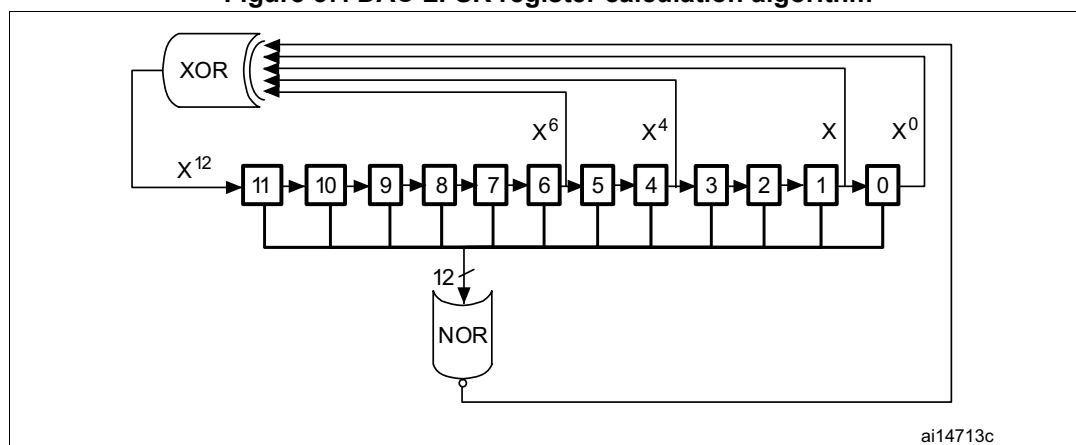 Figure DAC LFSR register calculation algorithm
XOR
X6 X4 X X0
X12
11 10 9 8 7 6 5 4 3 2 1 0
12
NOR
ai14713c